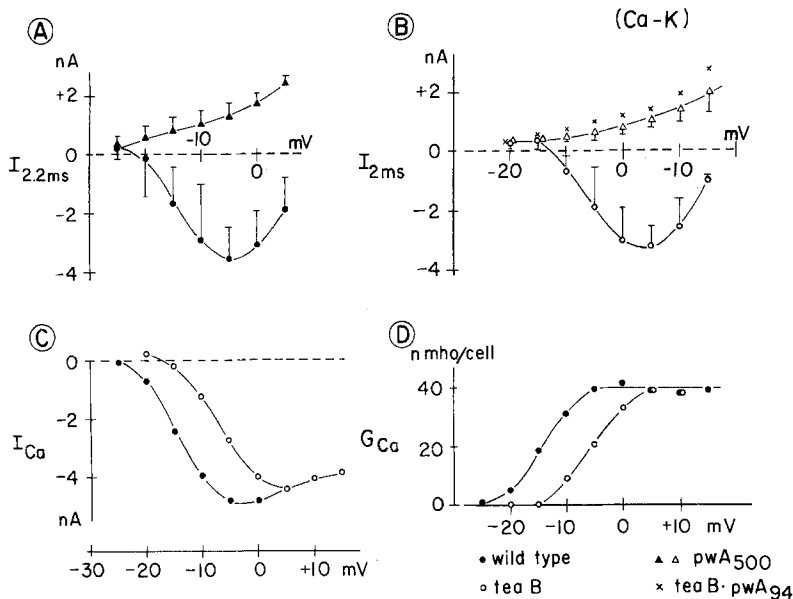 A
B
(Ca-K)
nA
+2
0
-2
-4
I2.2ms
-10
0
mV
nA
+2
0
-2
-4
I2ms
-20
-10
0
-10
mV
C
D
0
-2
-4
nA
ICa
-30
-20
-10
0
+10
mV
n mho/cell
40
20
0
GCa
-20
-10
0
+10
mV
● wild type
▲ △ pwA500
○ tea B
× tea B·pwA94